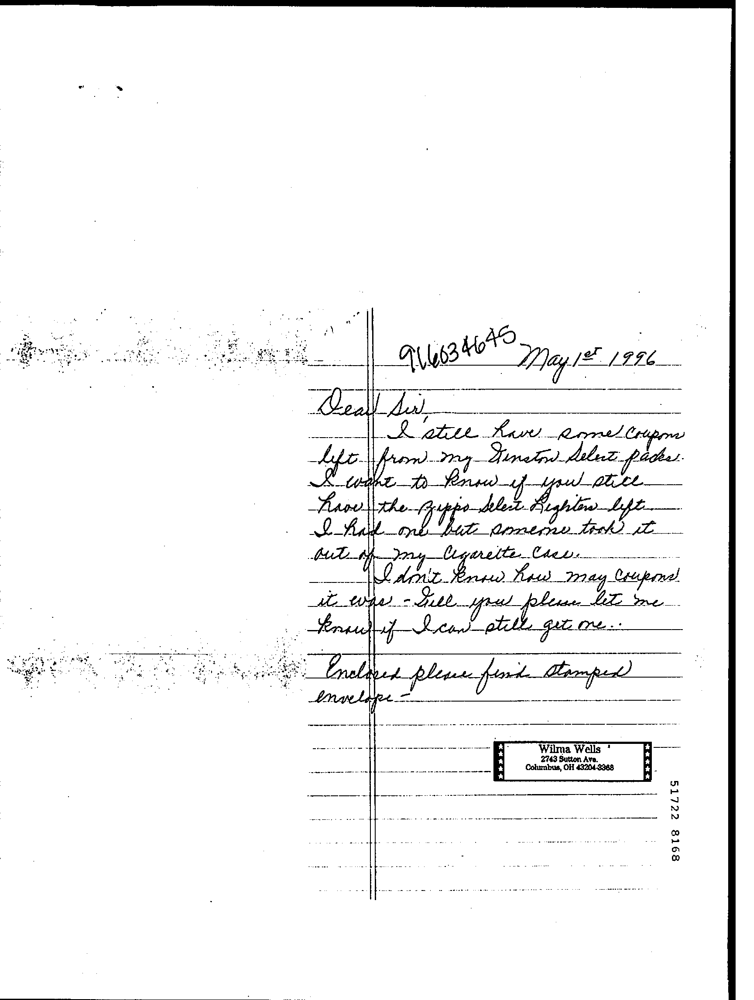 916034645
May 1st 1996
Dear Sir,
I still have some coupons
left from my Winston Select packs.
I want to know if you still
have the Zippo Select Lighters left.
I had one but someone took it
out of my Cigarette Case.
I don't know how may coupons
it was - Will you please let me
know if I can still get one..
Enclosed please find stamped
envelope -
Wilma Wells
2743 Sutton Ave.
Columbus, OH 43204-3368
51722 8168